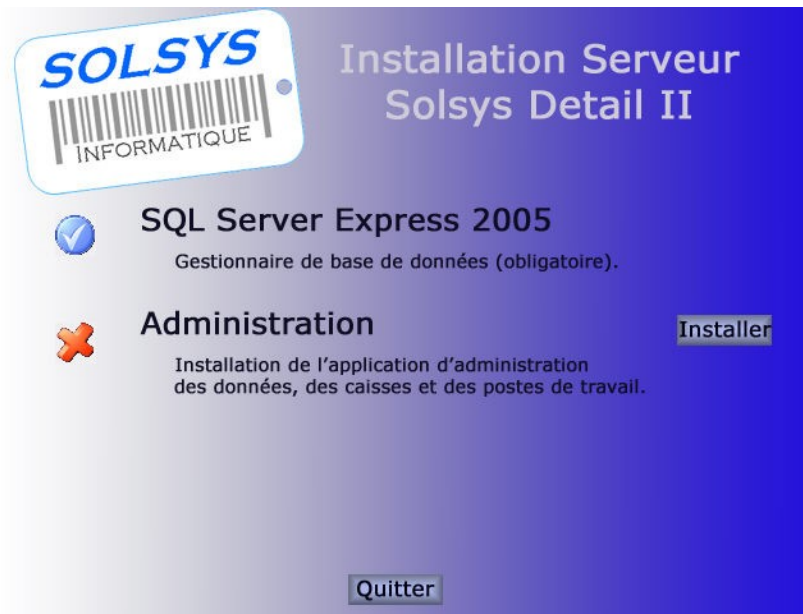 SOLSYS
INFORMATIQUE
Installation Serveur
Solsys Detail II
SQL Server Express 2005
Gestionnaire de base de données (obligatoire).
Administration
Installer
Installation de l'application d'administration
des données, des caisses et des postes de travail.
Quitter